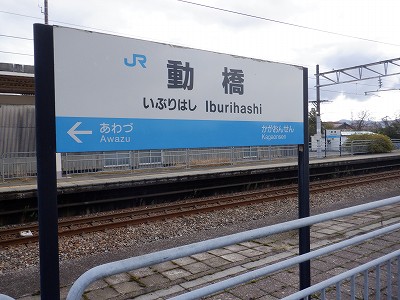 JR
動橋
いぶりはし Iburihashi
← あわづ かがおんせん
Awazu Kagaonsen